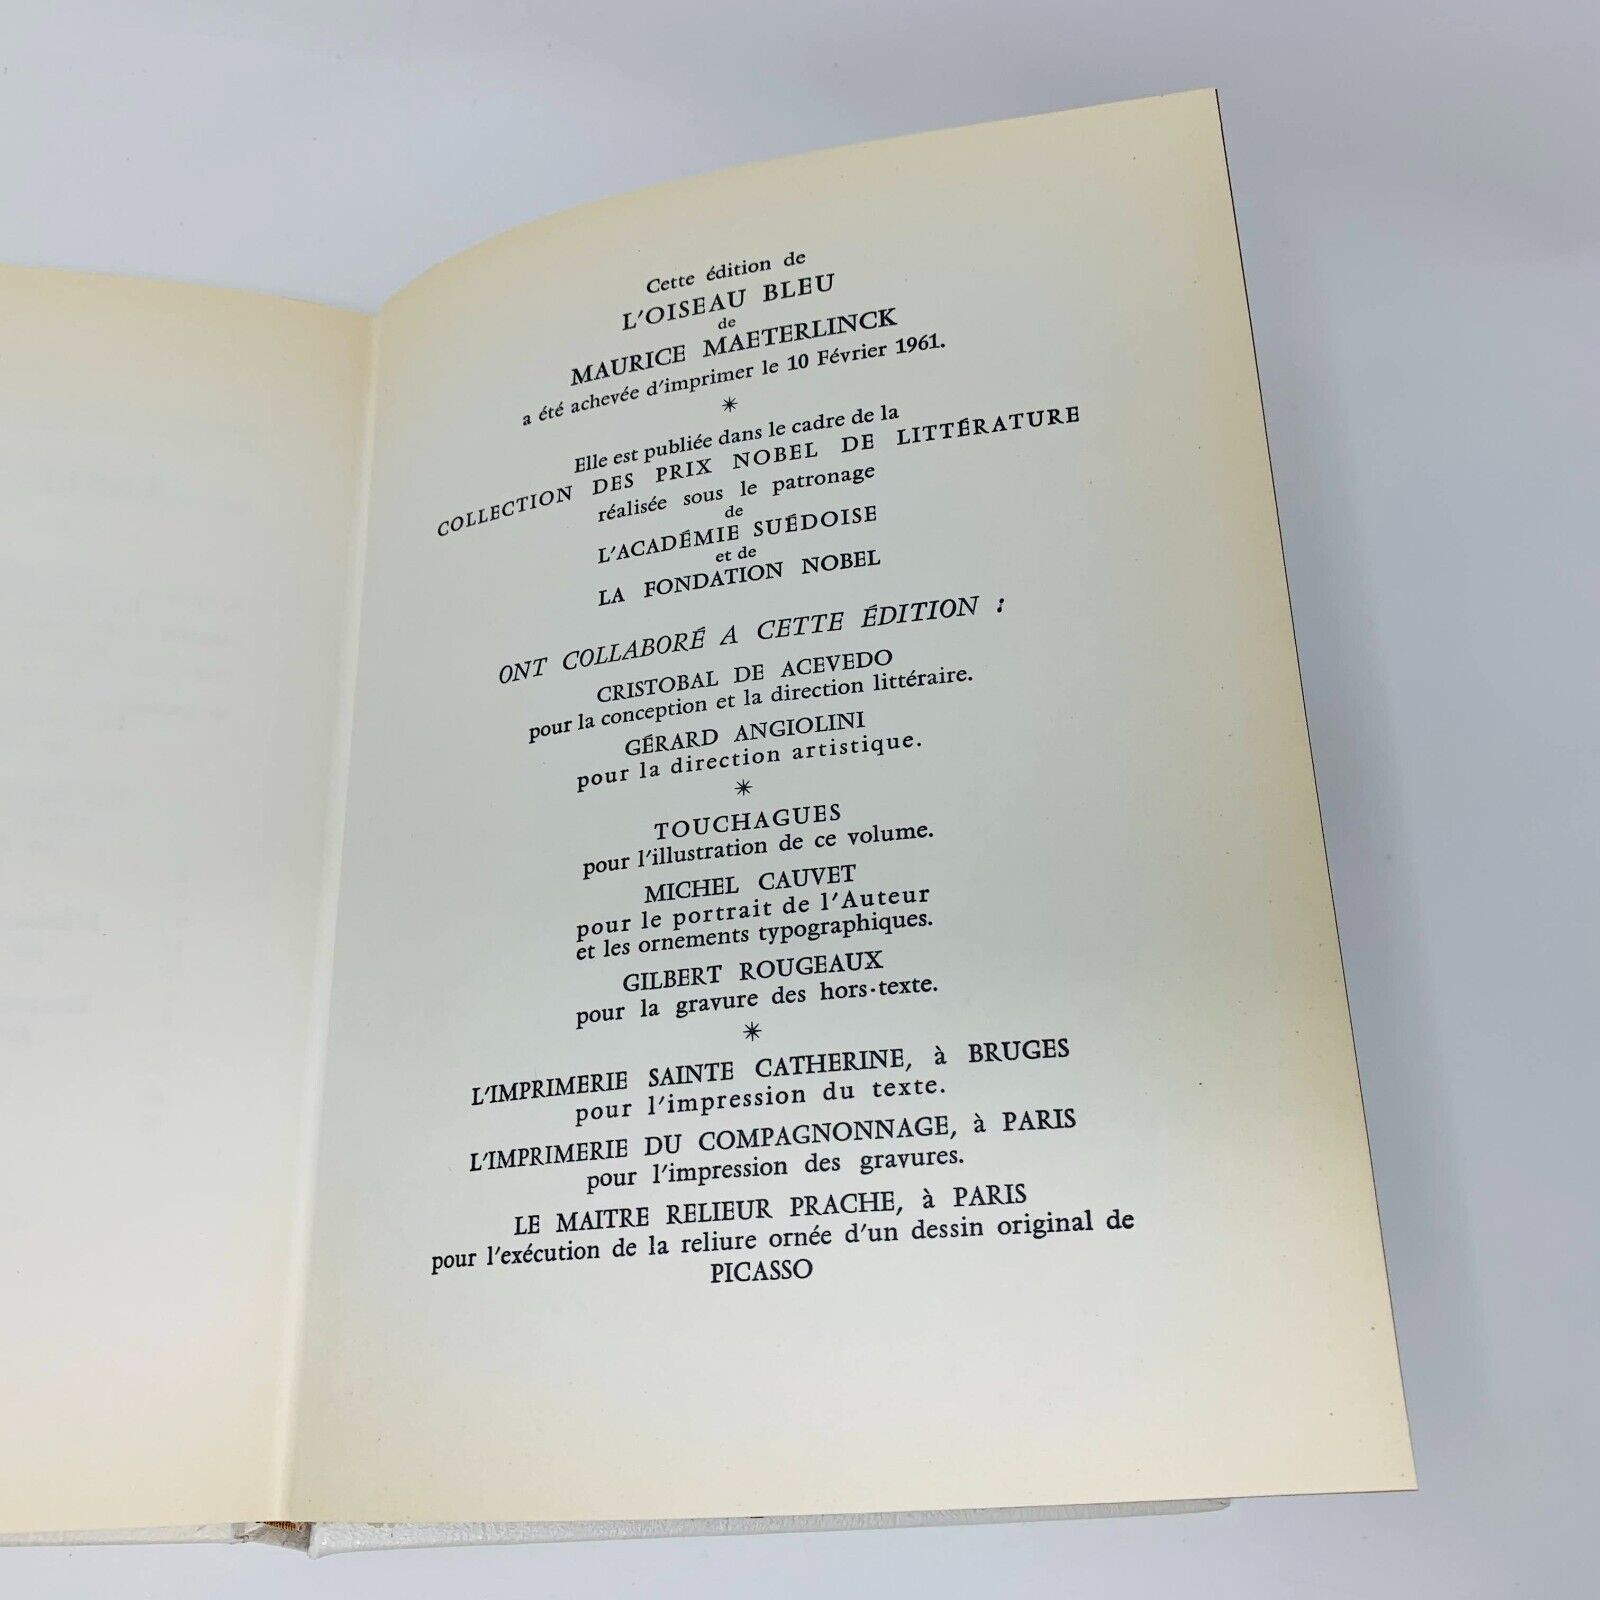 Cette édition de
L'OISEAU BLEU
de
MAURICE MAETERLINCK
a été achevée d'imprimer le 10 Février 1961.
*
Elle est publiée dans le cadre de la
COLLECTION DES PRIX NOBEL DE LITTÉRATURE
réalisée sous le patronage
de
L'ACADÉMIE SUÉDOISE
et de
LA FONDATION NOBEL
ONT COLLABORÉ A CETTE ÉDITION :
CRISTOBAL DE ACEVEDO
pour la conception et la direction littéraire.
GÉRARD ANGIOLINI
pour la direction artistique.
*
TOUCHAGUES
pour l'illustration de ce volume.
MICHEL CAUVET
pour le portrait de l'Auteur
et les ornements typographiques.
GILBERT ROUGEAUX
pour la gravure des hors-texte.
*
L'IMPRIMERIE SAINTE CATHERINE, à BRUGES
pour l'impression du texte.
L'IMPRIMERIE DU COMPAGNONNAGE, à PARIS
pour l'impression des gravures.
LE MAITRE RELIEUR PRACHE, à PARIS
pour l'exécution de la reliure ornée d'un dessin original de
PICASSO